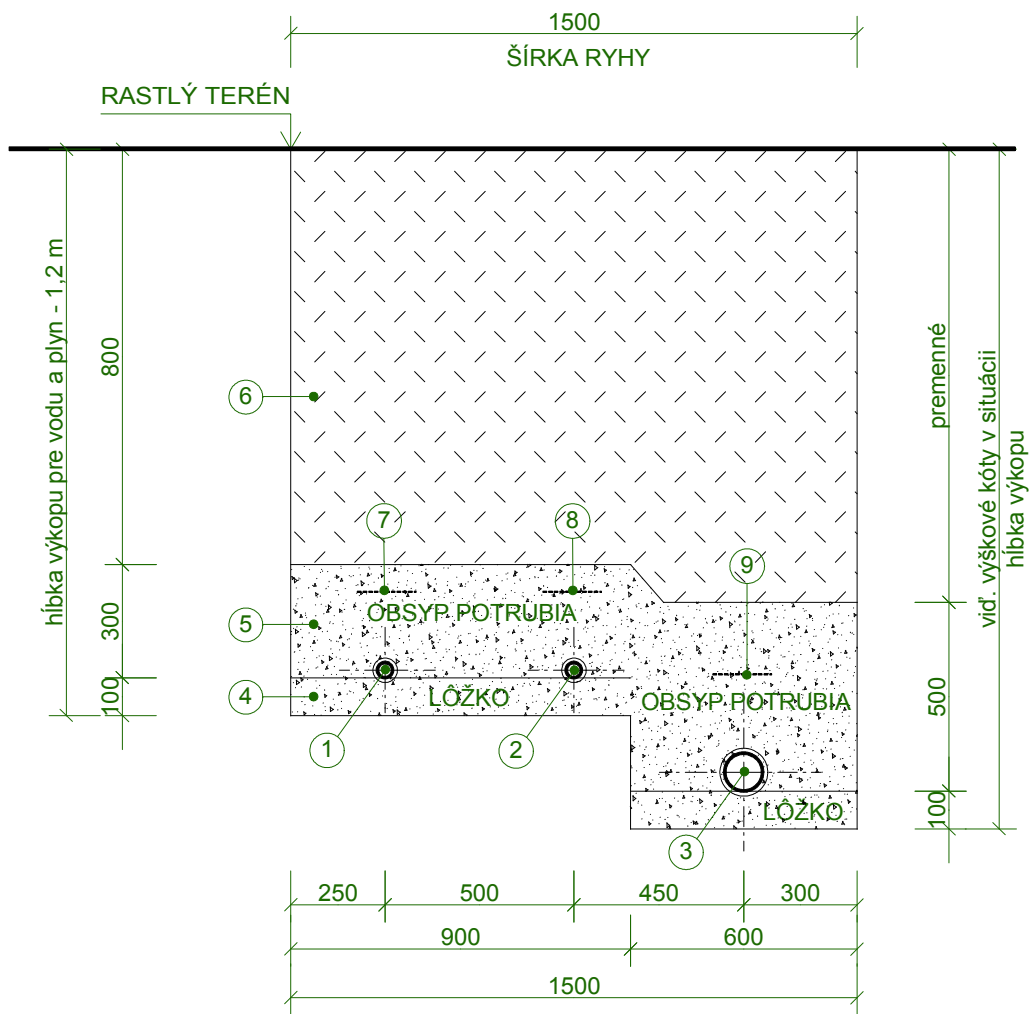 1500
ŠÍRKA RYHY
RASTLÝ TERÉN
hĺbka výkopu pre vodu a plyn - 1,2 m
800
300
100
premenné
500
100
viď. výškové kóty v situácii
hĺbka výkopu
6
7
8
9
OBSYP POTRUBIA
5
4
LÔŽKO
OBSYP POTRUBIA
1
2
LÔŽKO
3
250
500
450
300
900
600
1500